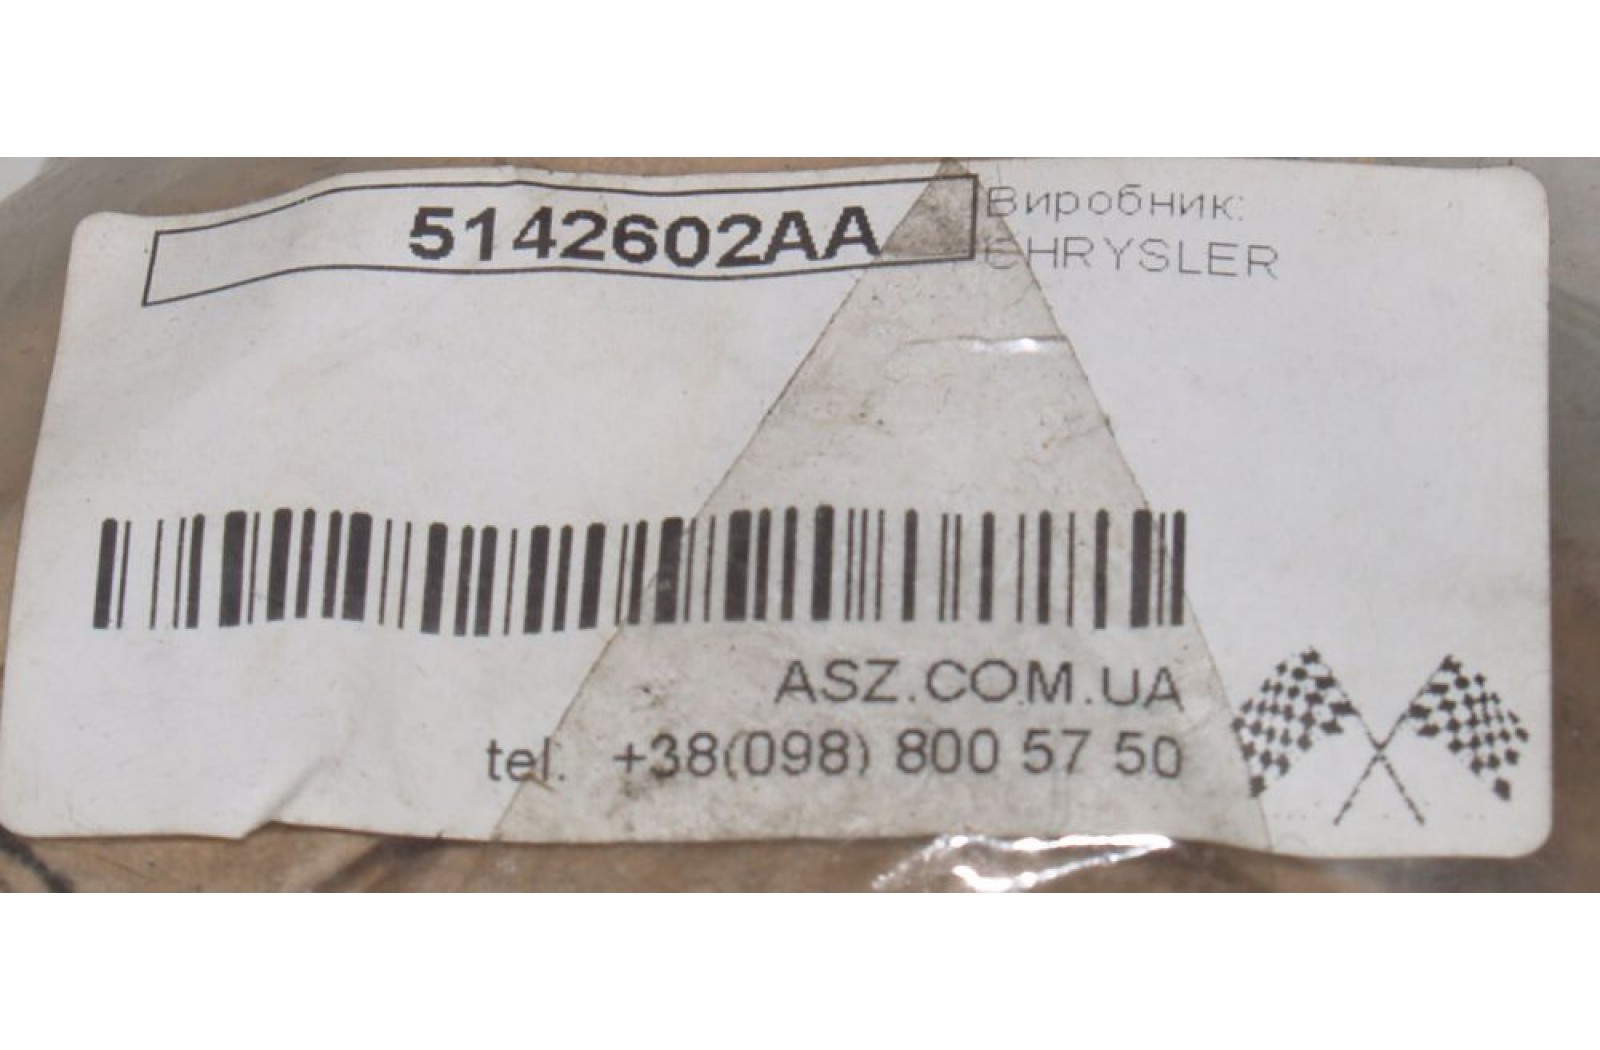 5142602AA
Виробник:
CHRYSLER
ASZ.COM.UA
tel. +38(098) 800 57 50